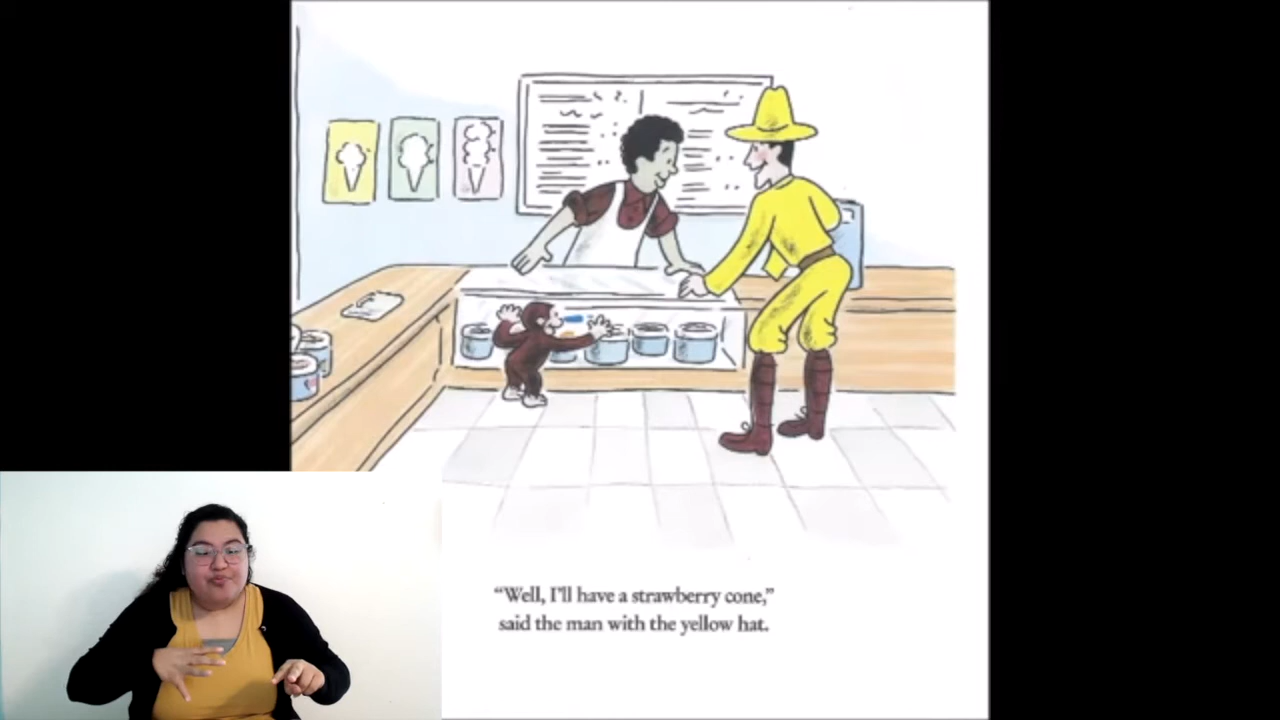 “Well, I’ll have a strawberry cone,”
said the man with the yellow hat.